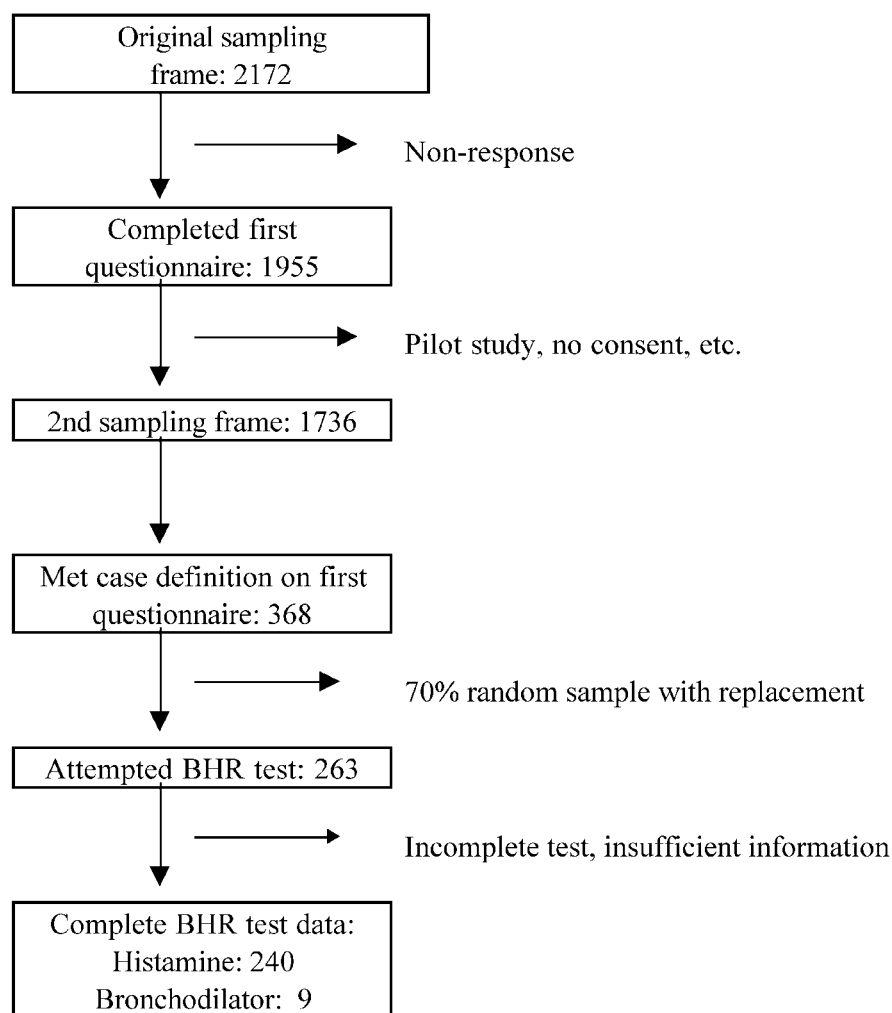 Original sampling
frame: 2172
Non-response
Completed first
questionnaire: 1955
Pilot study, no consent, etc.
2nd sampling frame: 1736
Met case definition on first
questionnaire: 368
70% random sample with replacement
Attempted BHR test: 263
Incomplete test, insufficient information
Complete BHR test data:
Histamine: 240
Bronchodilator: 9